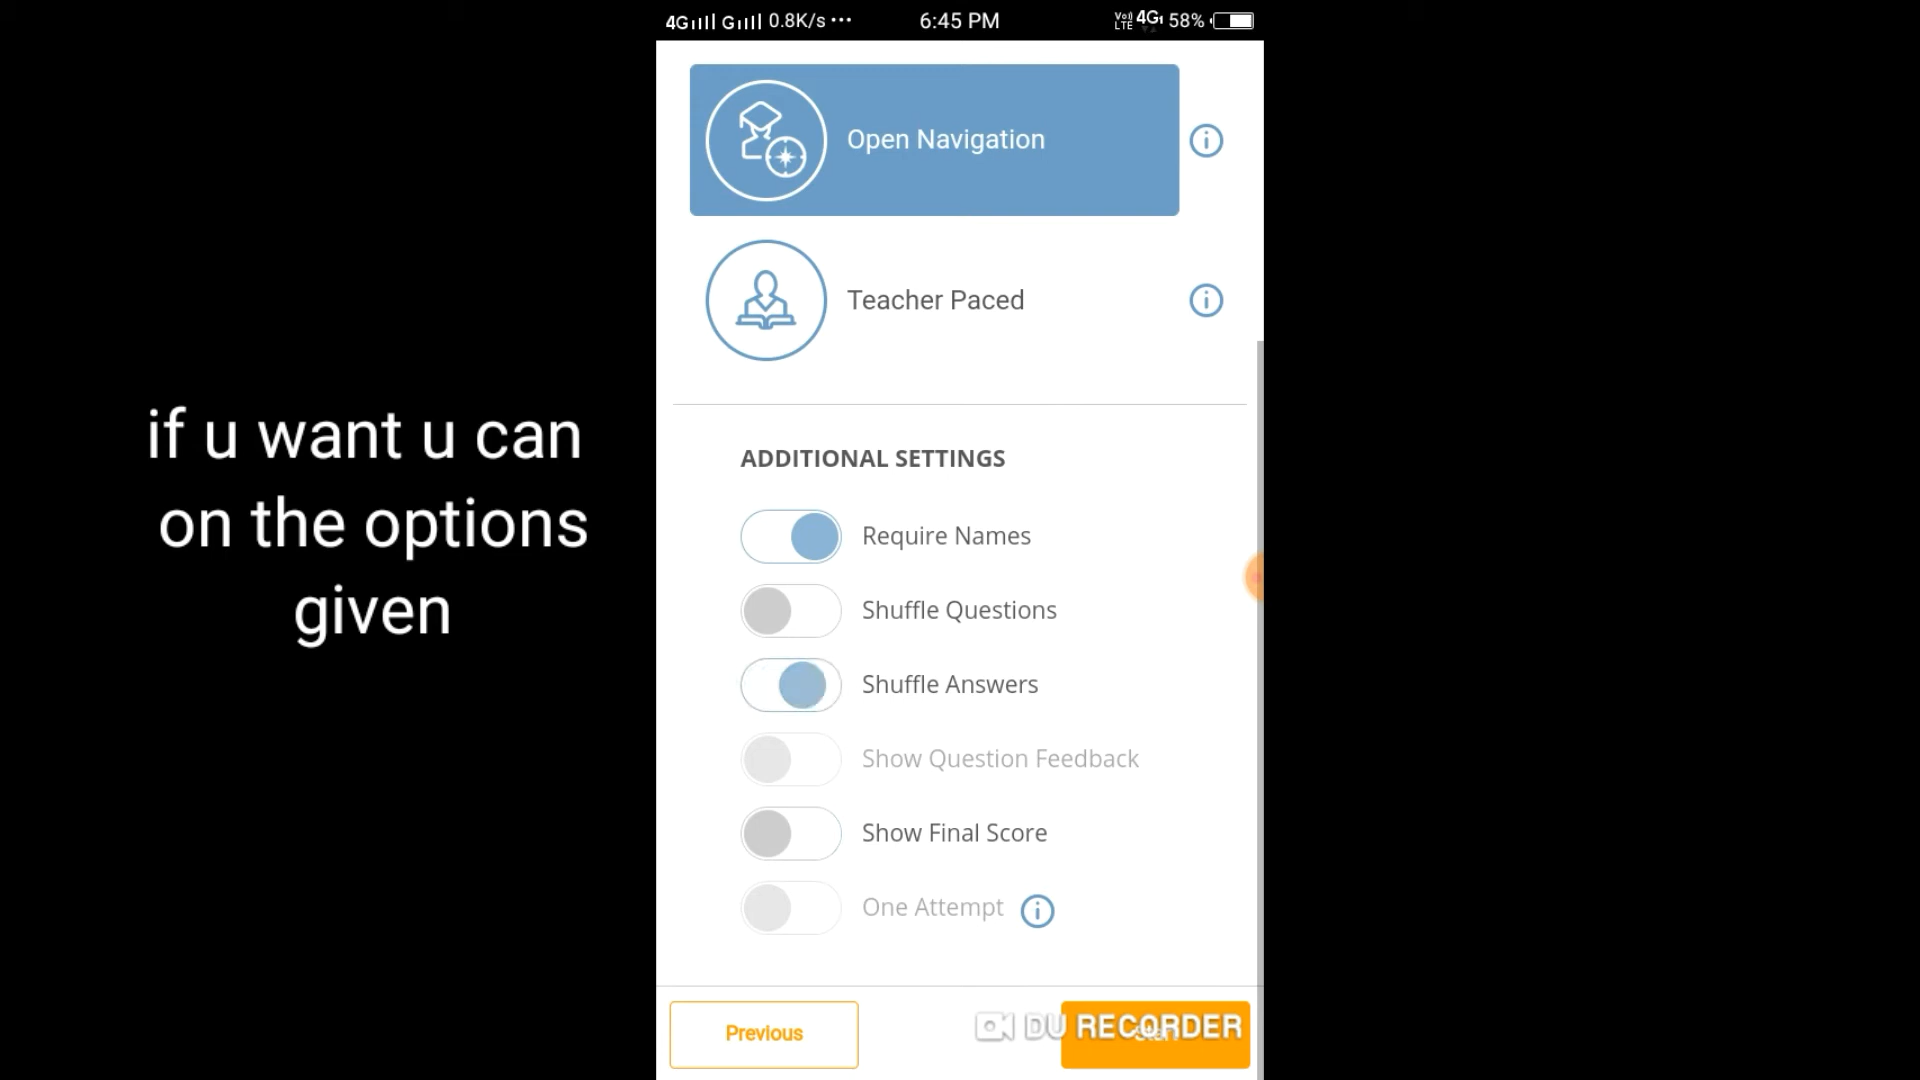 4G G 0.8K/s ... 6:45 PM VoLTE 4G 58%
Open Navigation
Teacher Paced
if u want u can
on the options
given
ADDITIONAL SETTINGS
Require Names
Shuffle Questions
Shuffle Answers
Show Question Feedback
Show Final Score
One Attempt
Previous
DU RECORDER
Start